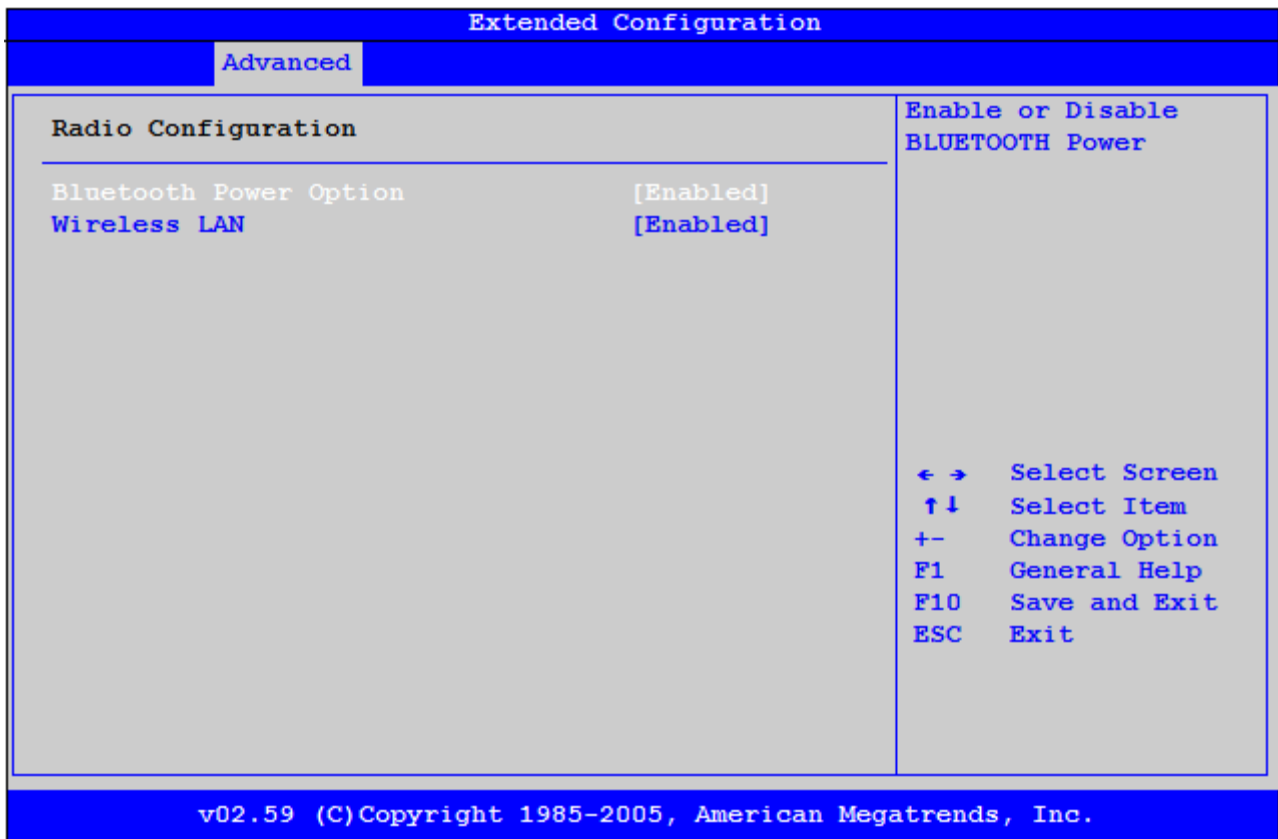 Extended Configuration
Advanced
Radio Configuration
Bluetooth Power Option [Enabled]
Wireless LAN [Enabled]
Enable or Disable
BLUETOOTH Power
← → Select Screen
↑↓ Select Item
+- Change Option
F1 General Help
F10 Save and Exit
ESC Exit
v02.59 (C)Copyright 1985-2005, American Megatrends, Inc.